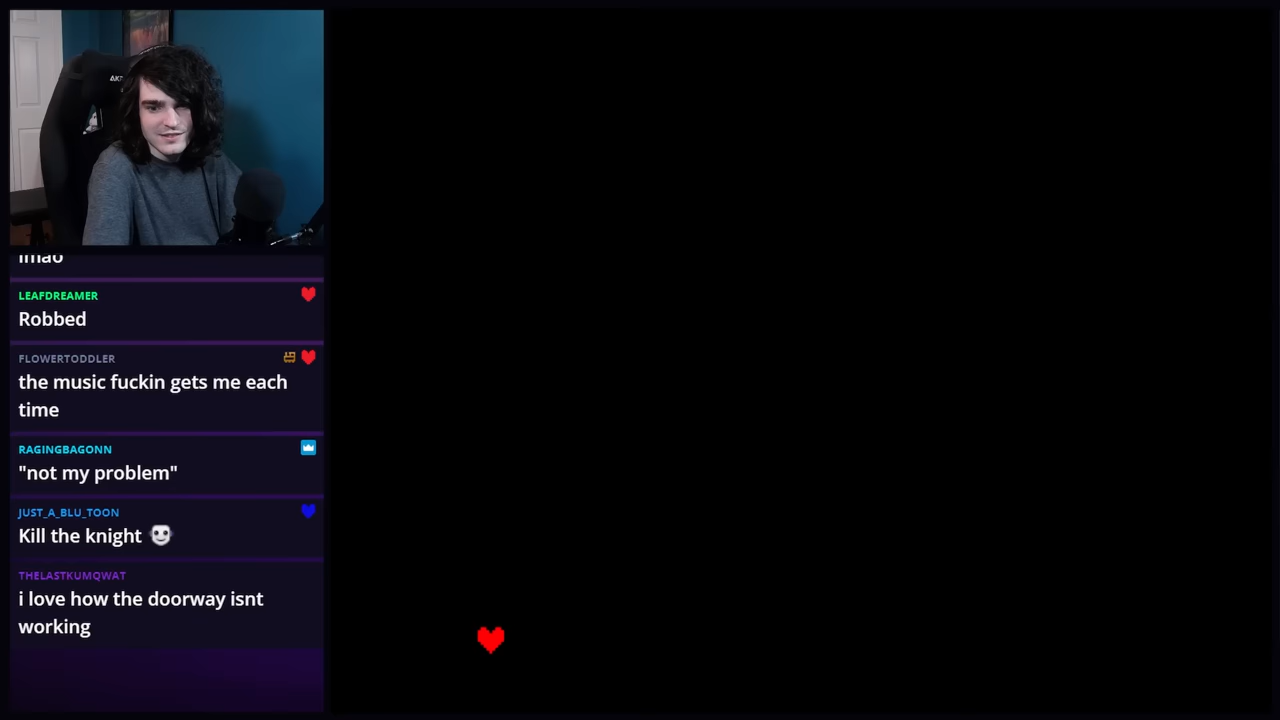 lmao
LEAFDREAMER
Robbed
FLOWERTODDLER
the music fuckin gets me each
time
RAGINGBAGONN
"not my problem"
JUST_A_BLU_TOON
Kill the knight
THELASTKUMQWAT
i love how the doorway isnt
working